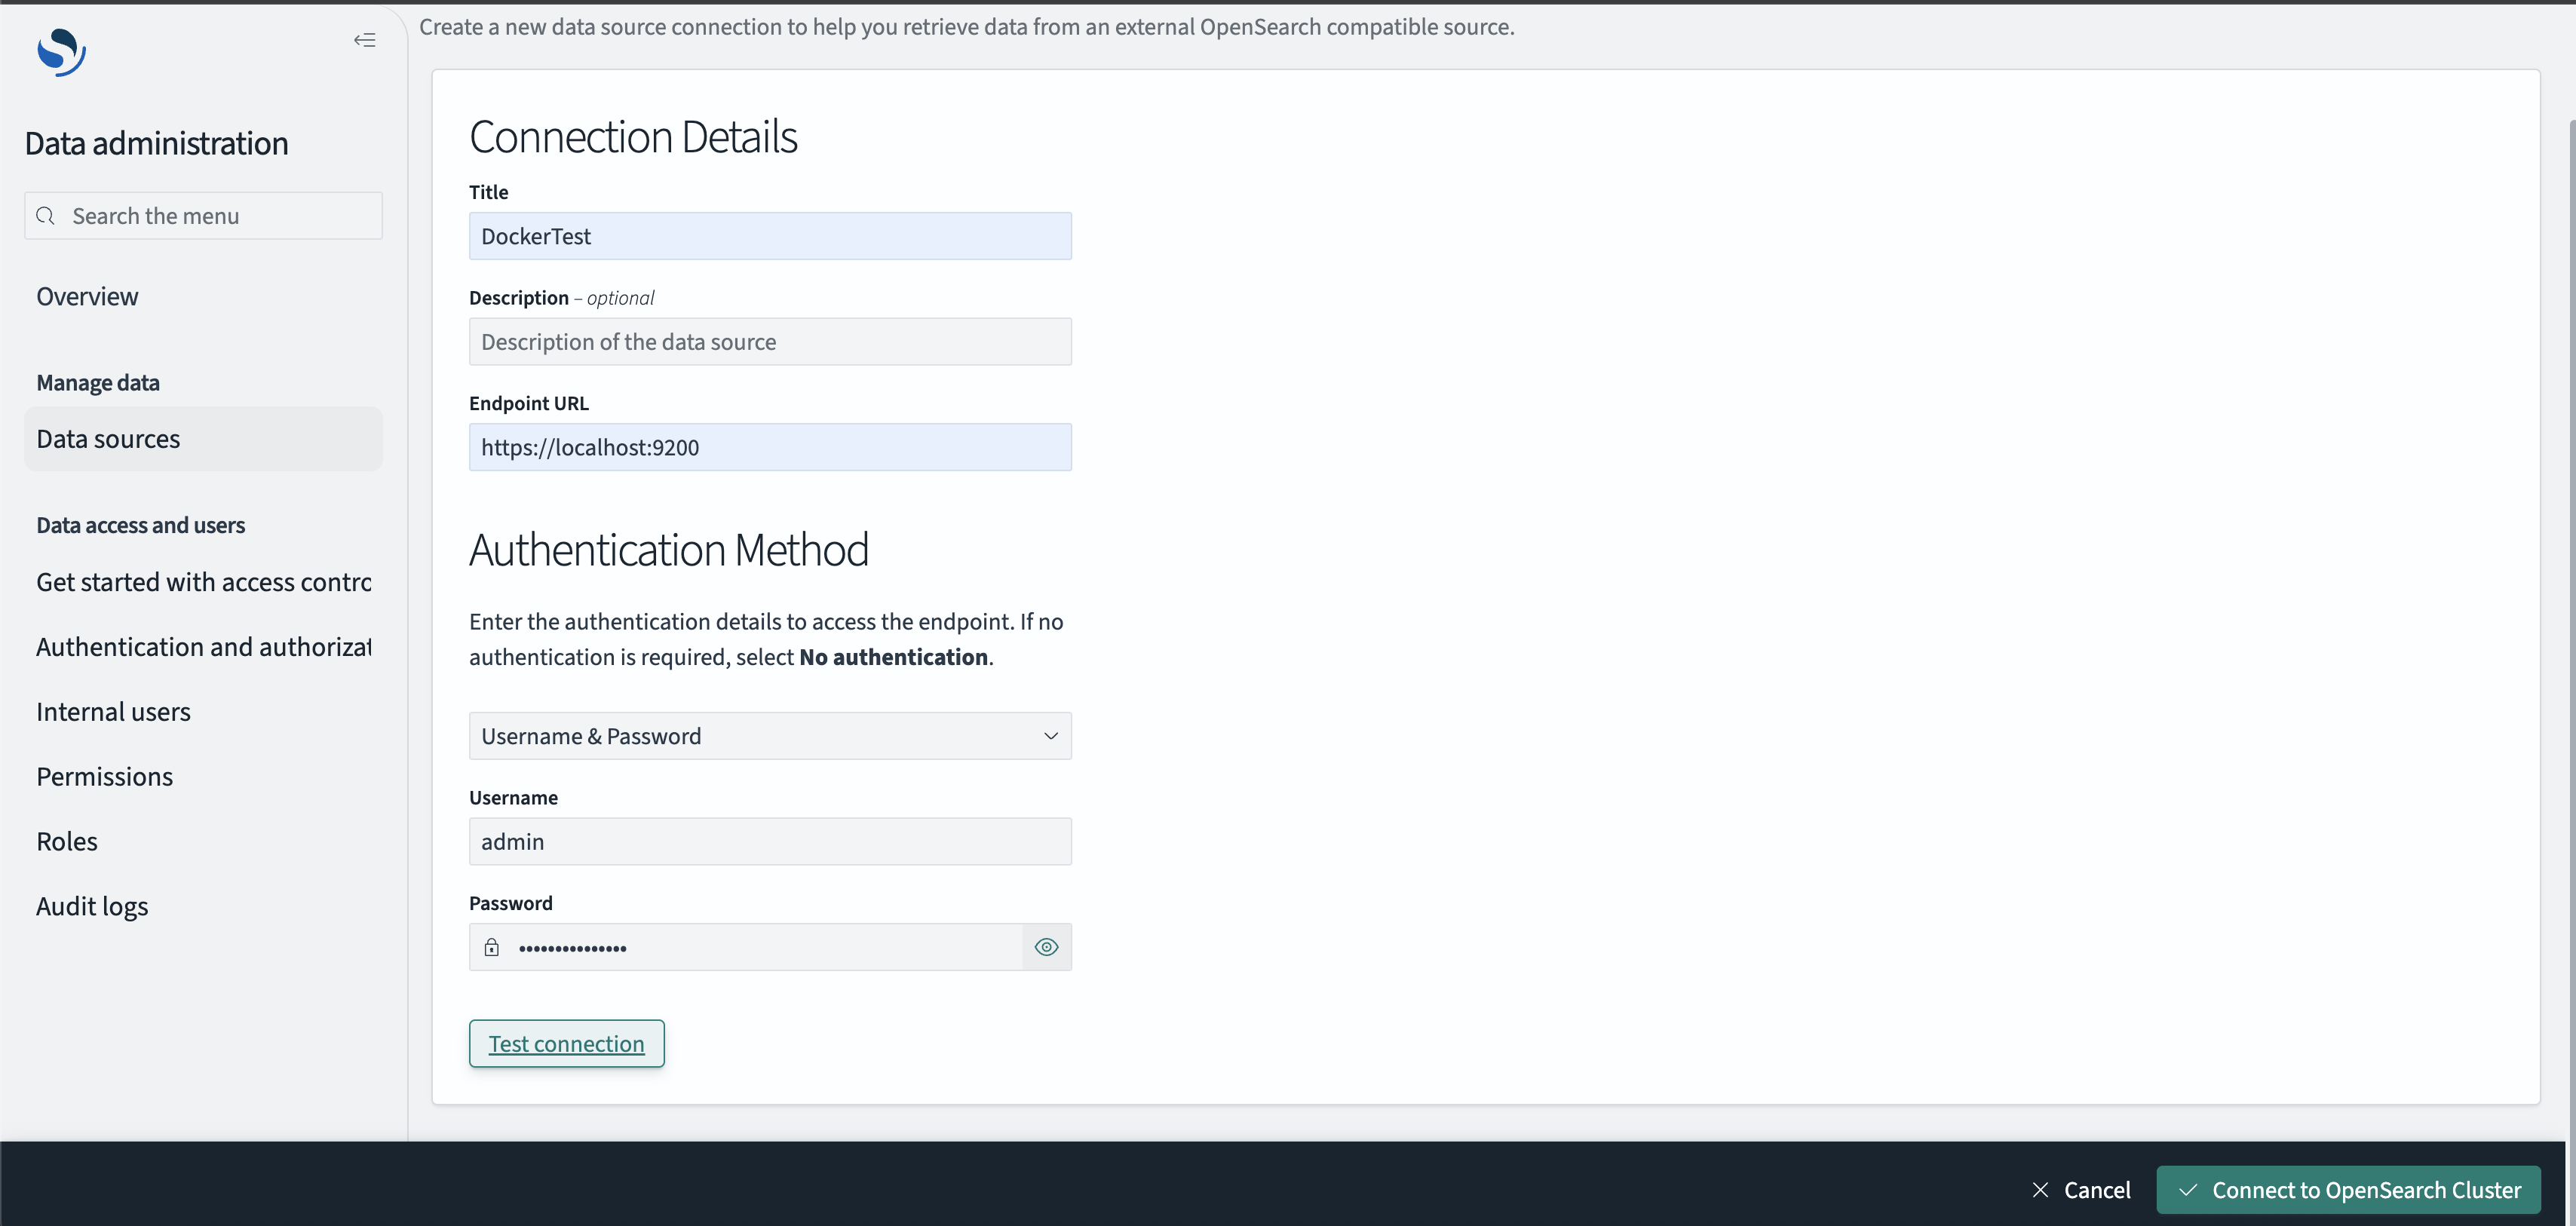 Create a new data source connection to help you retrieve data from an external OpenSearch compatible source.
Data administration
Search the menu
Overview
Manage data
Data sources
Data access and users
Get started with access contro
Authentication and authorizat
Internal users
Permissions
Roles
Audit logs
Connection Details
Title
DockerTest
Description – optional
Description of the data source
Endpoint URL
https://localhost:9200
Authentication Method
Enter the authentication details to access the endpoint. If no
authentication is required, select No authentication.
Username & Password
Username
admin
Password
•••••••••••••••
Test connection
Cancel
Connect to OpenSearch Cluster